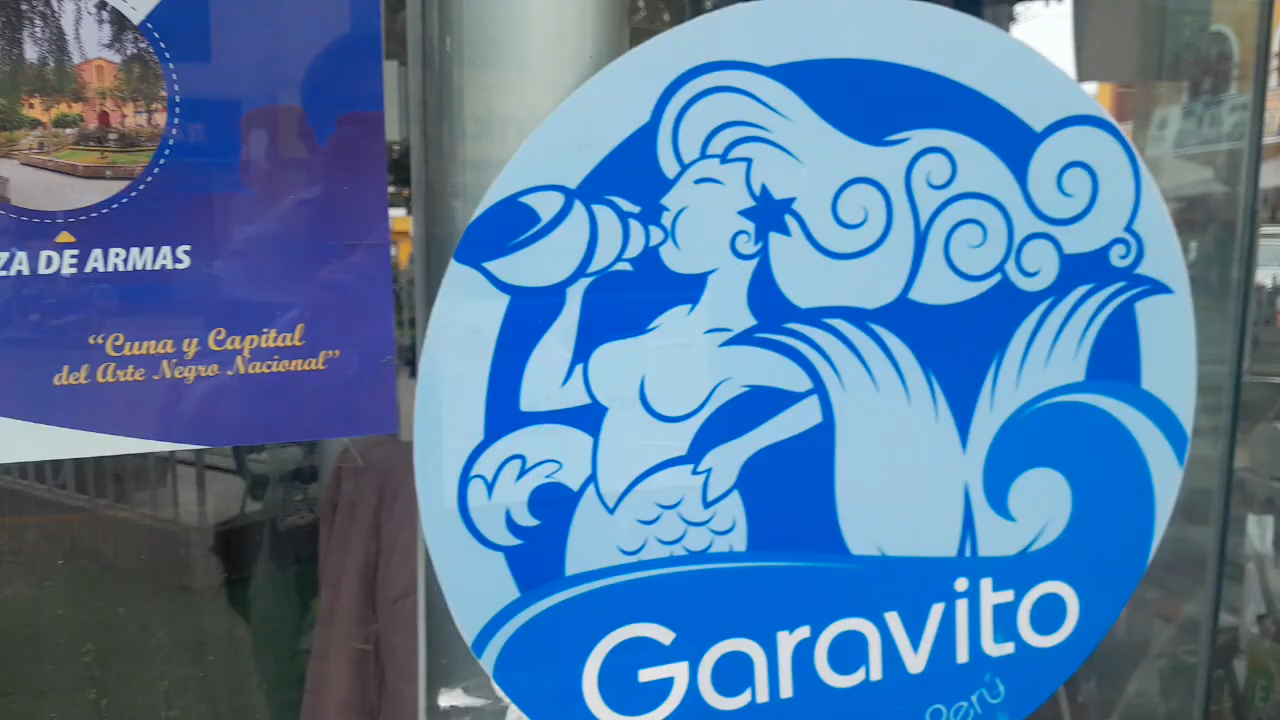 ZA DE ARMAS
“Cuna y Capital
del Arte Negro Nacional”
Garavito
Perú